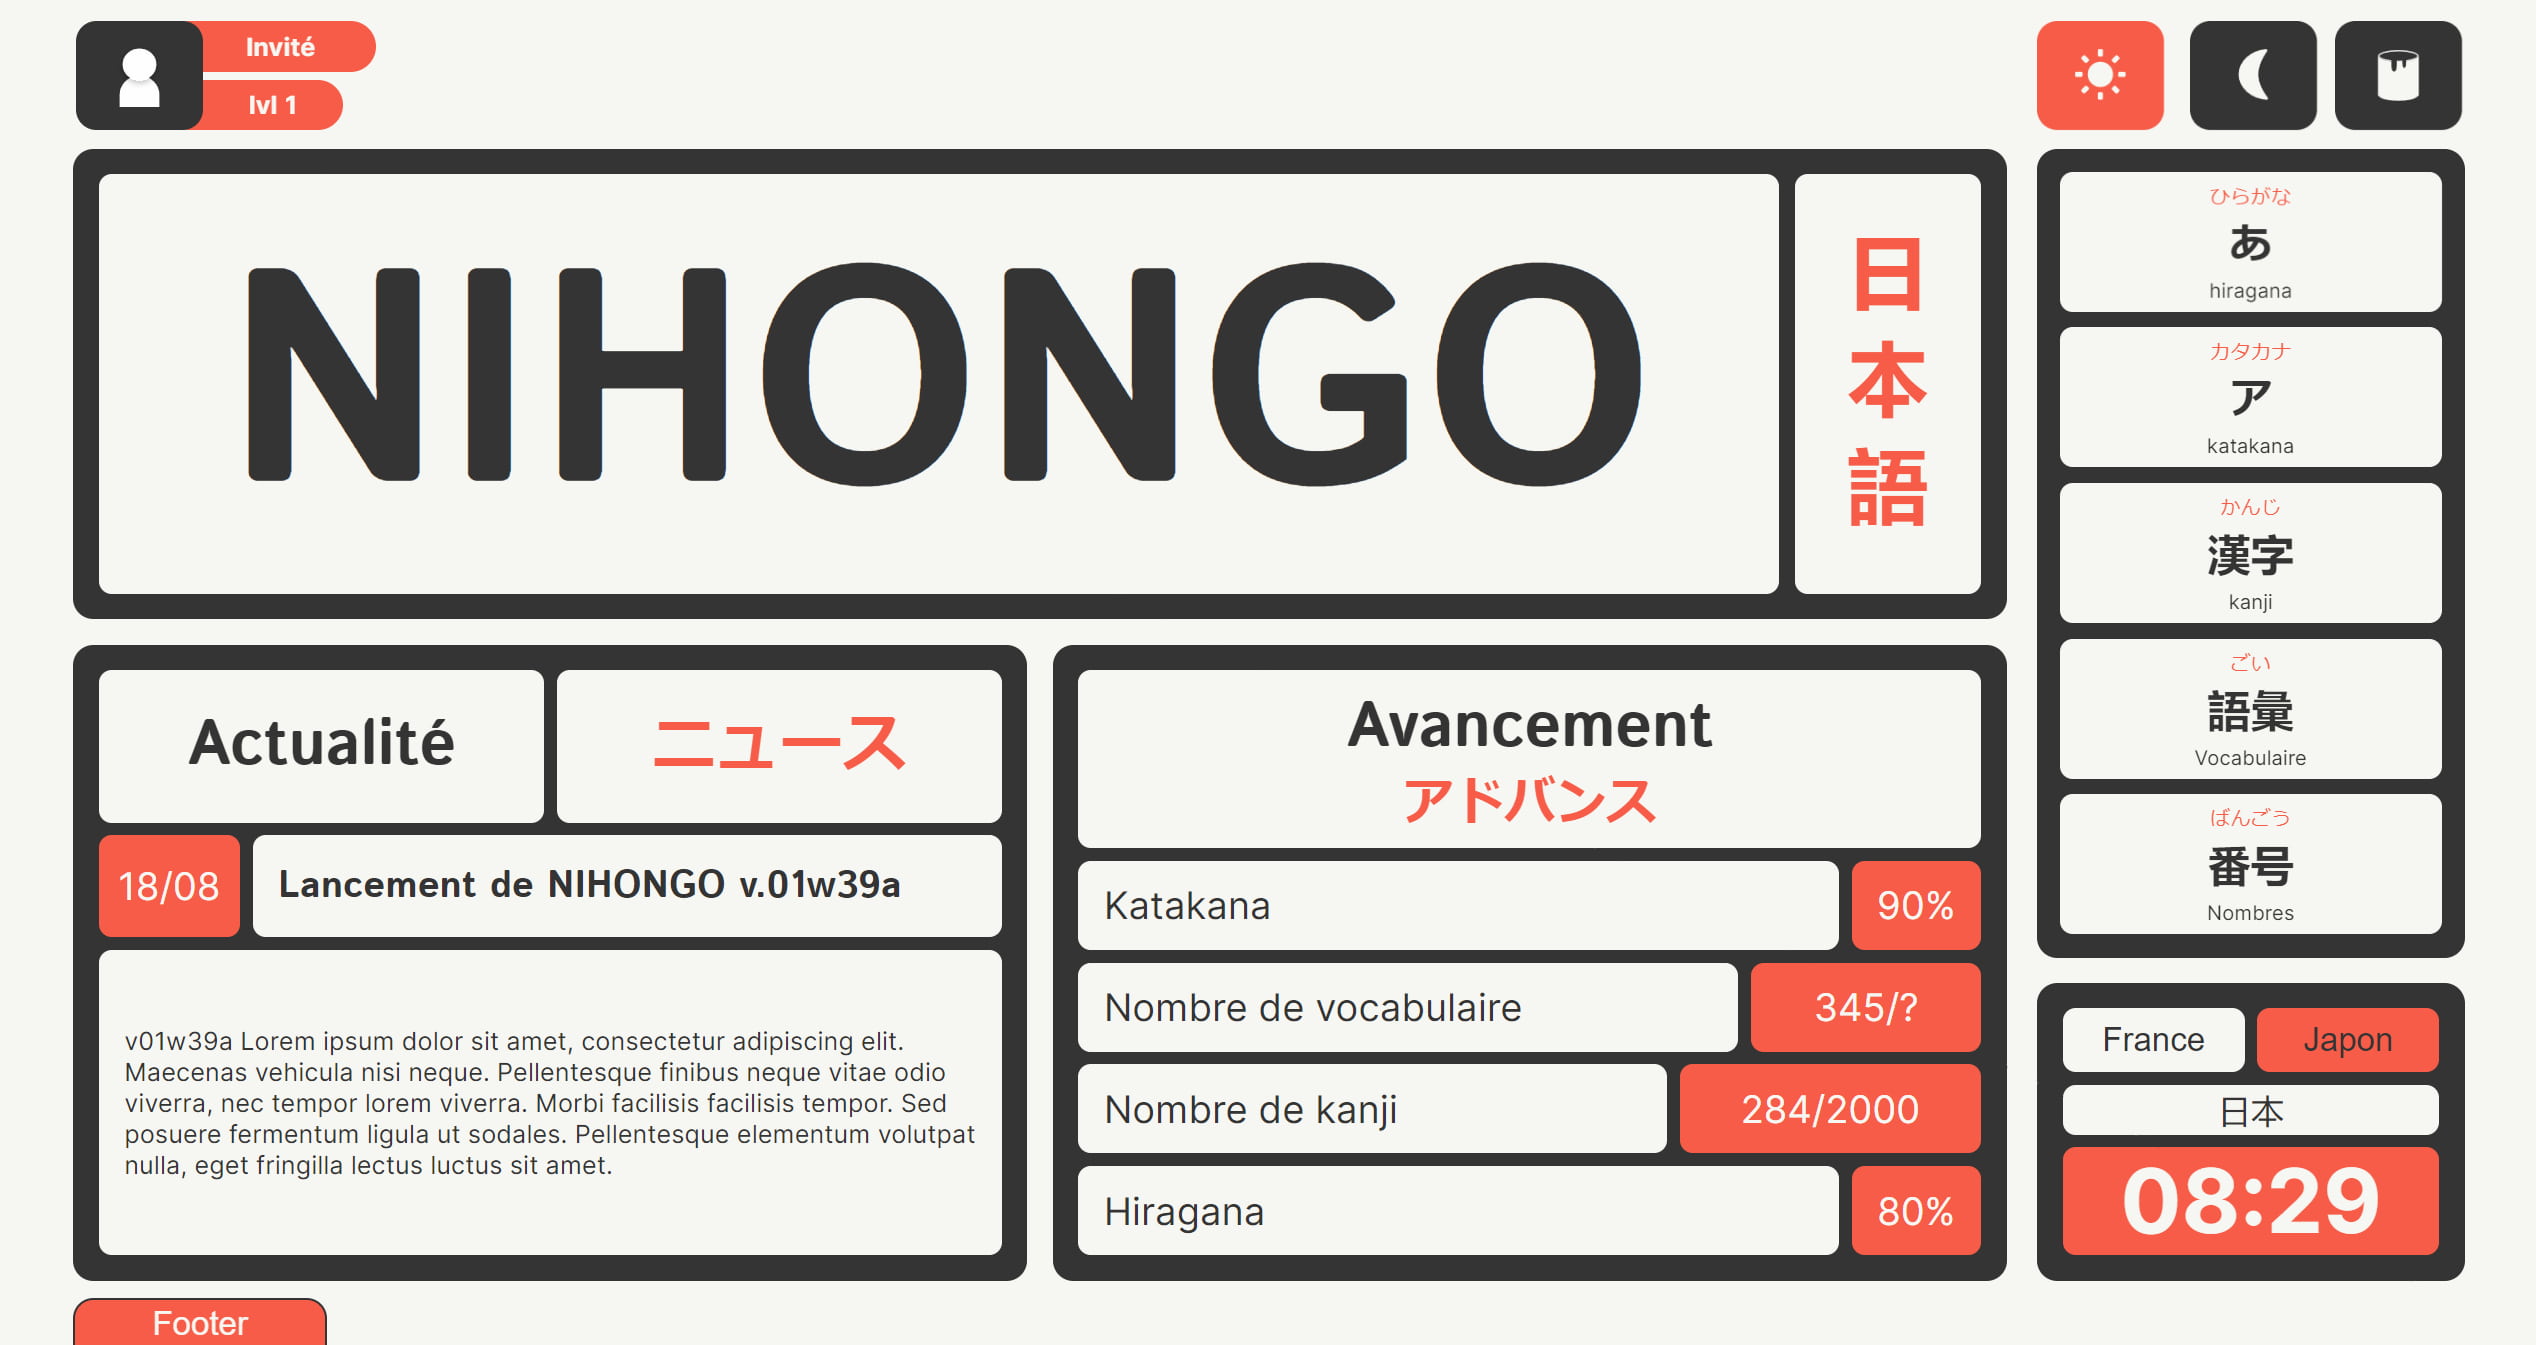 Invité
lvl 1
NIHONGO
日
本
語
ひらがな
あ
hiragana
カタカナ
ア
katakana
かんじ
漢字
kanji
ごい
語彙
Vocabulaire
ばんごう
番号
Nombres
Actualité
ニュース
18/08
Lancement de NIHONGO v.01w39a
v01w39a Lorem ipsum dolor sit amet, consectetur adipiscing elit.
Maecenas vehicula nisi neque. Pellentesque finibus neque vitae odio
viverra, nec tempor lorem viverra. Morbi facilisis facilisis tempor. Sed
posuere fermentum ligula ut sodales. Pellentesque elementum volutpat
nulla, eget fringilla lectus luctus sit amet.
Avancement
アドバンス
Katakana
90%
Nombre de vocabulaire
345/?
Nombre de kanji
284/2000
Hiragana
80%
France
Japon
日本
08:29
Footer